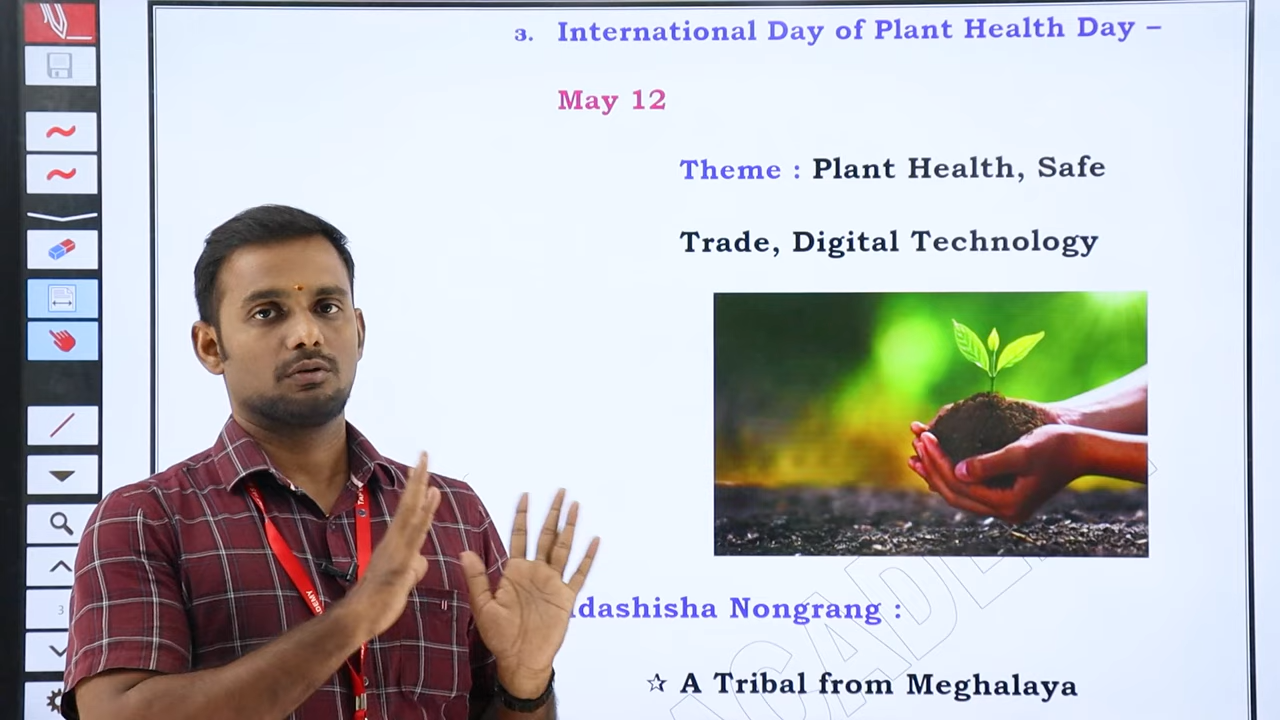 3. International Day of Plant Health Day –
May 12
Theme : Plant Health, Safe
Trade, Digital Technology
Nongrang :
☆ A Tribal from Meghalaya
3